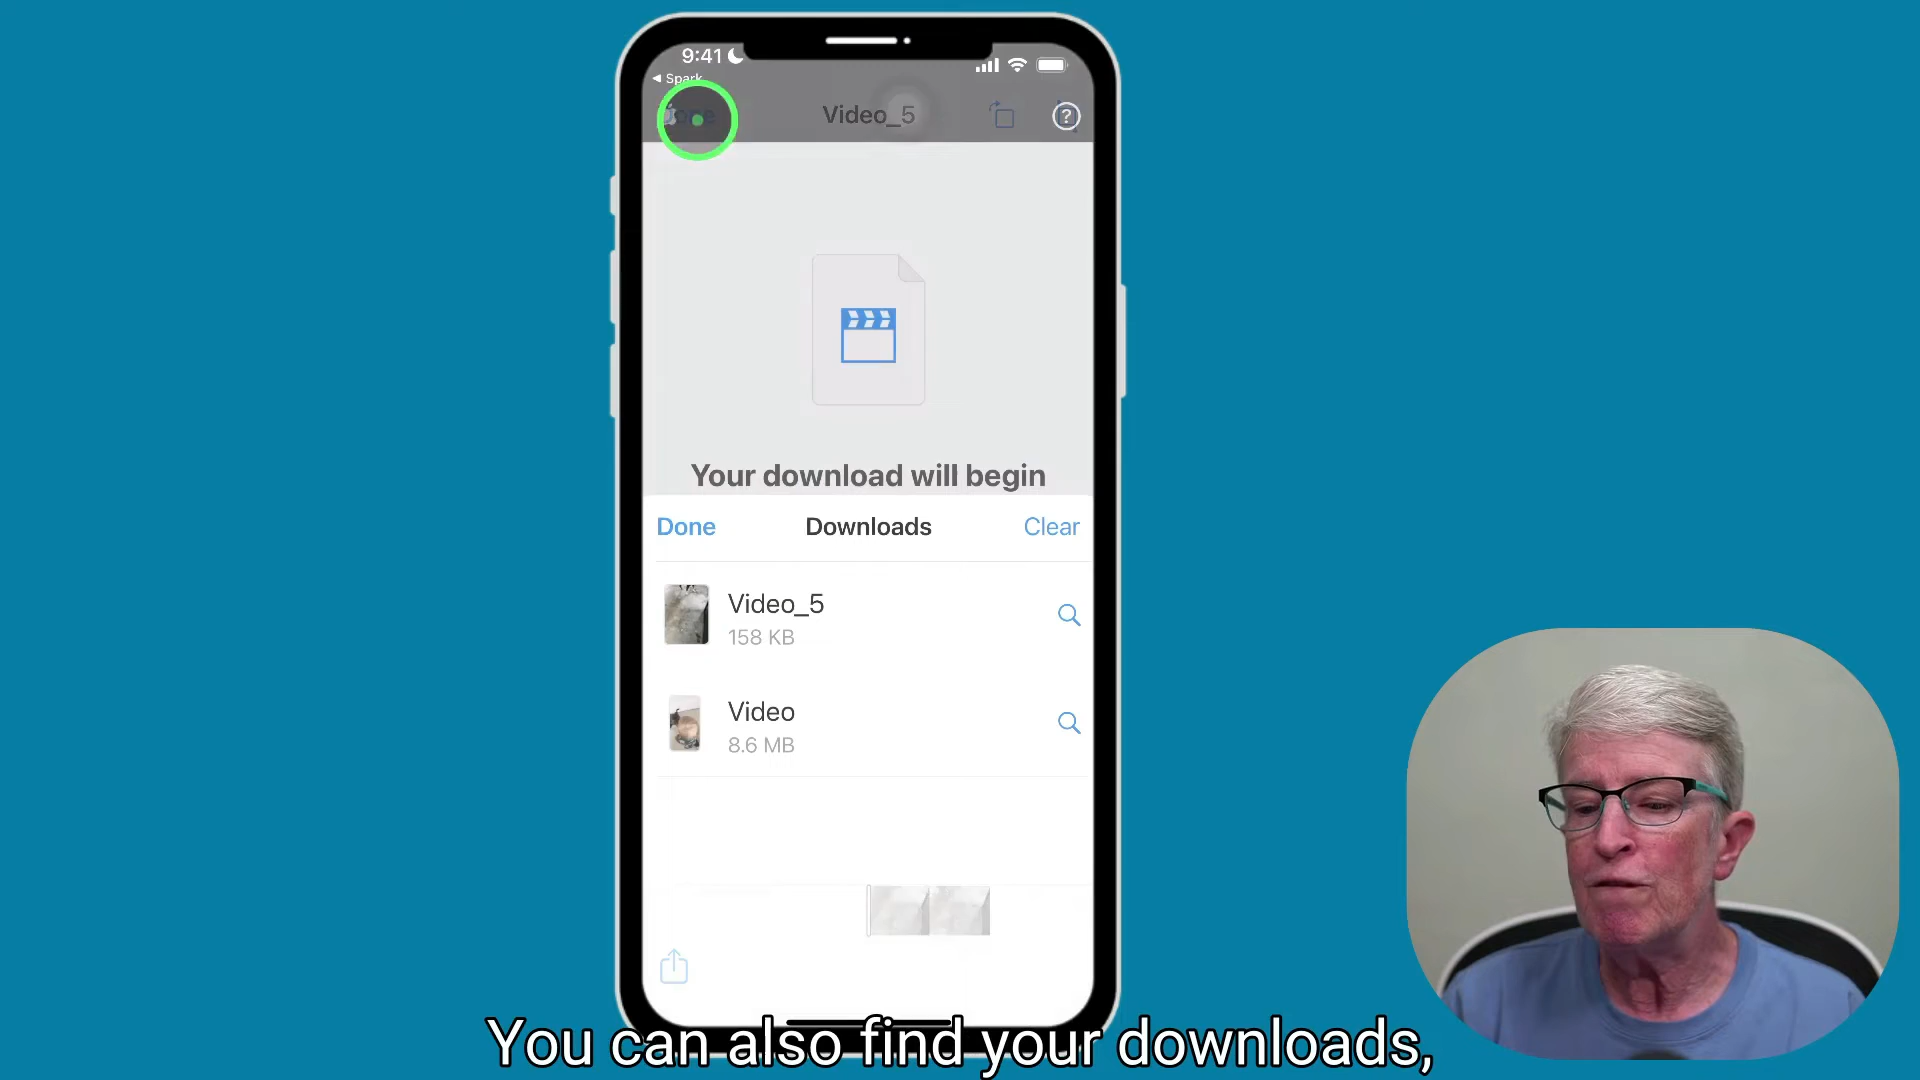 9:41
◀ Spark
Done Video_5 ?
Your download will begin
Done Downloads Clear
Video_5
158 KB
Video
8.6 MB
You can also find your downloads,